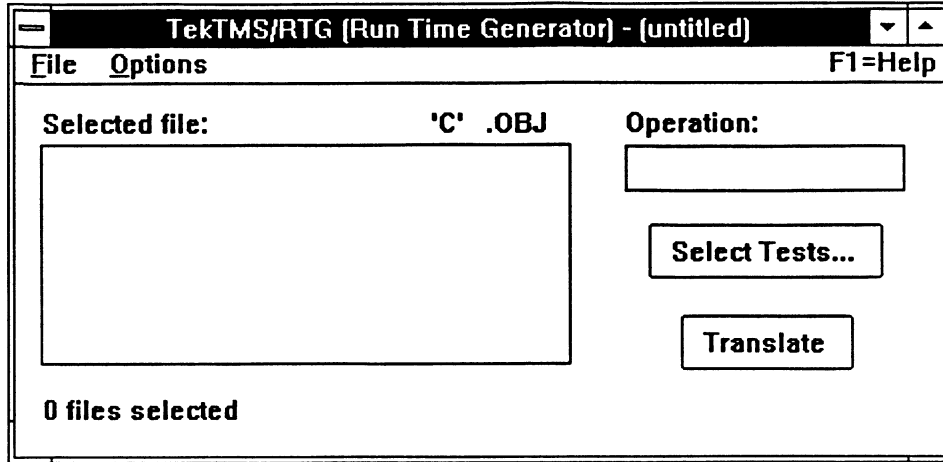 TekTMS/RTG (Run Time Generator) - (untitled)
File Options F1=Help
Selected file: 'C' .OBJ Operation:
Select Tests...
Translate
0 files selected